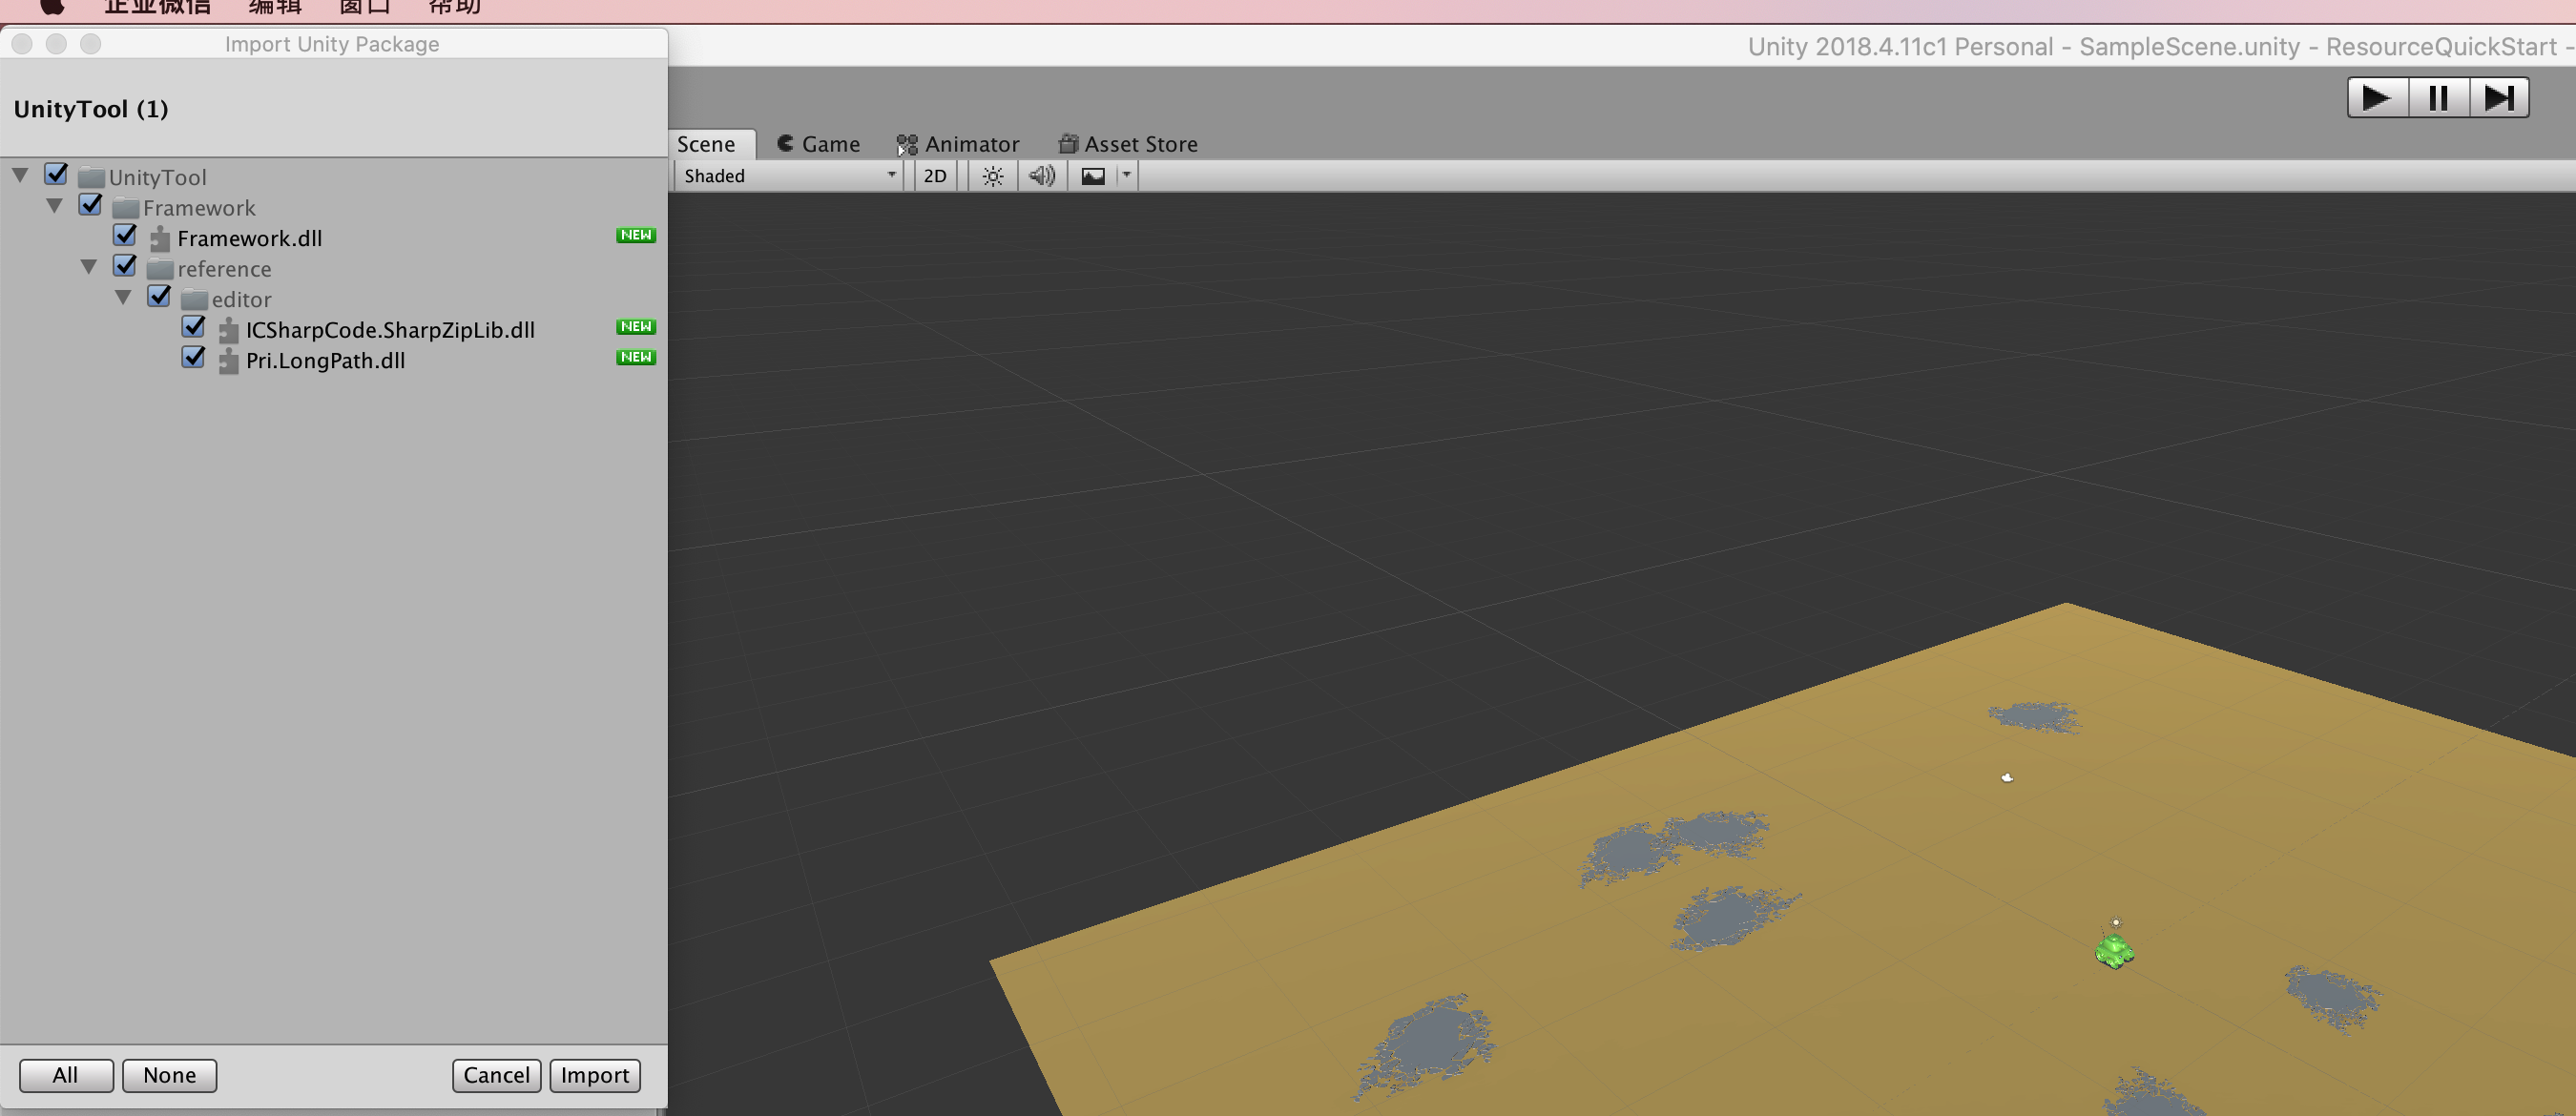 企业微信 编辑 窗口 帮助
Import Unity Package
Unity 2018.4.11c1 Personal - SampleScene.unity - ResourceQuickStart -
UnityTool (1)
Scene Game Animator Asset Store
Shaded 2D
UnityTool
Framework
Framework.dll NEW
reference
editor
ICSharpCode.SharpZipLib.dll NEW
Pri.LongPath.dll NEW
All None Cancel Import